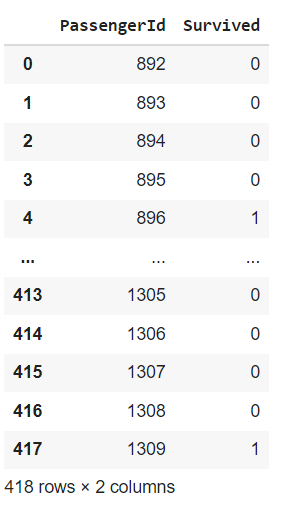 PassengerId Survived
0 892 0
1 893 0
2 894 0
3 895 0
4 896 1
... ... ...
413 1305 0
414 1306 0
415 1307 0
416 1308 0
417 1309 1
418 rows × 2 columns